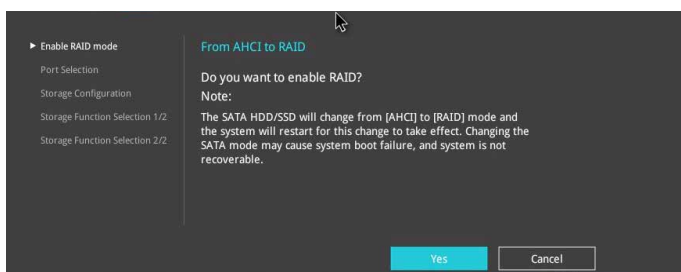 Enable RAID mode
Port Selection
Storage Configuration
Storage Function Selection 1/2
Storage Function Selection 2/2
From AHCI to RAID
Do you want to enable RAID?
Note:
The SATA HDD/SSD will change from [AHCI] to [RAID] mode and
the system will restart for this change to take effect. Changing the
SATA mode may cause system boot failure, and system is not
recoverable.
Yes
Cancel